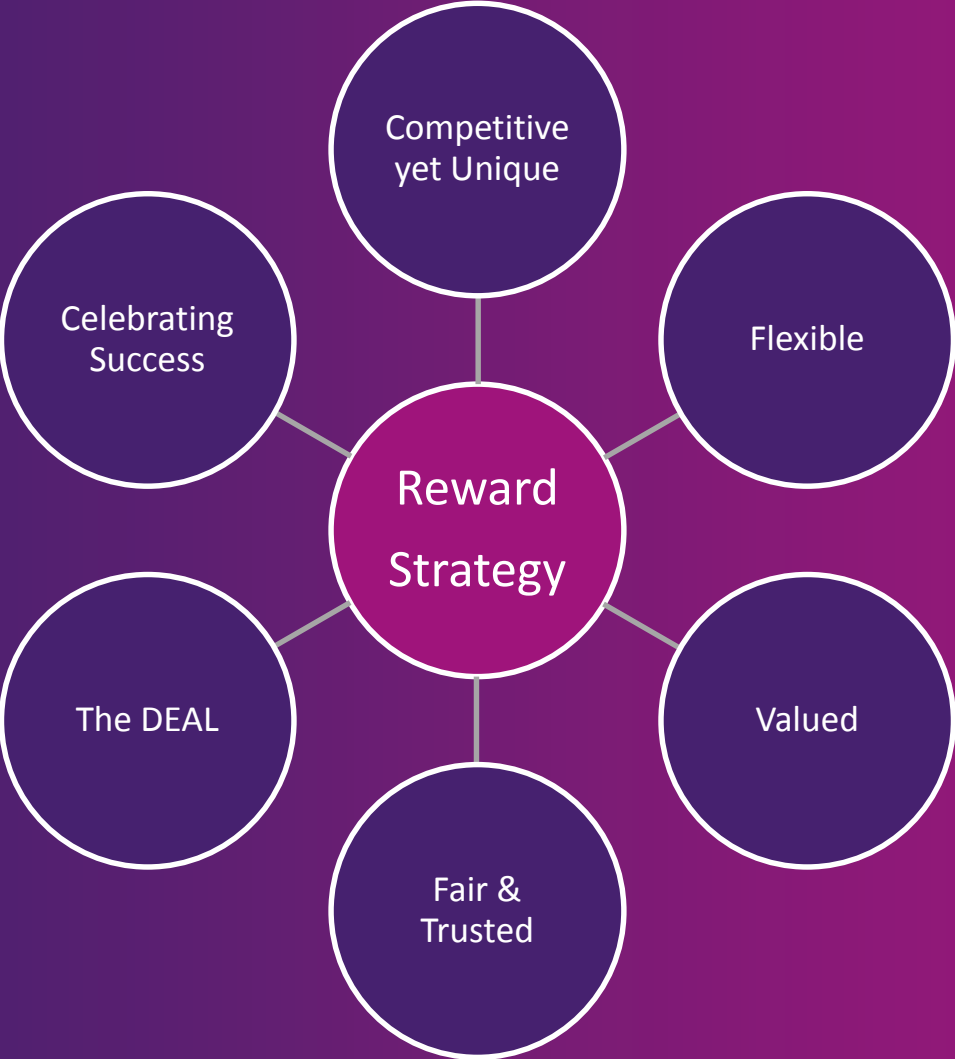 Competitive
yet Unique
Celebrating
Success
Flexible
Reward
Strategy
The DEAL
Valued
Fair &
Trusted